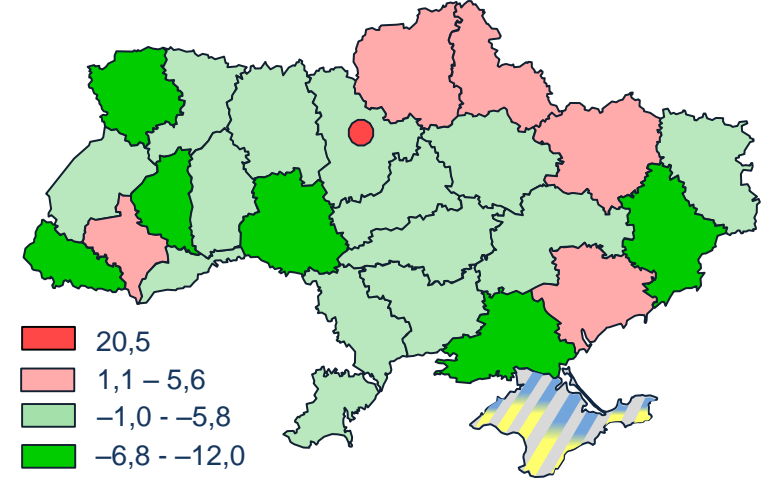 20,5
1,1 – 5,6
–1,0 - –5,8
–6,8 - –12,0